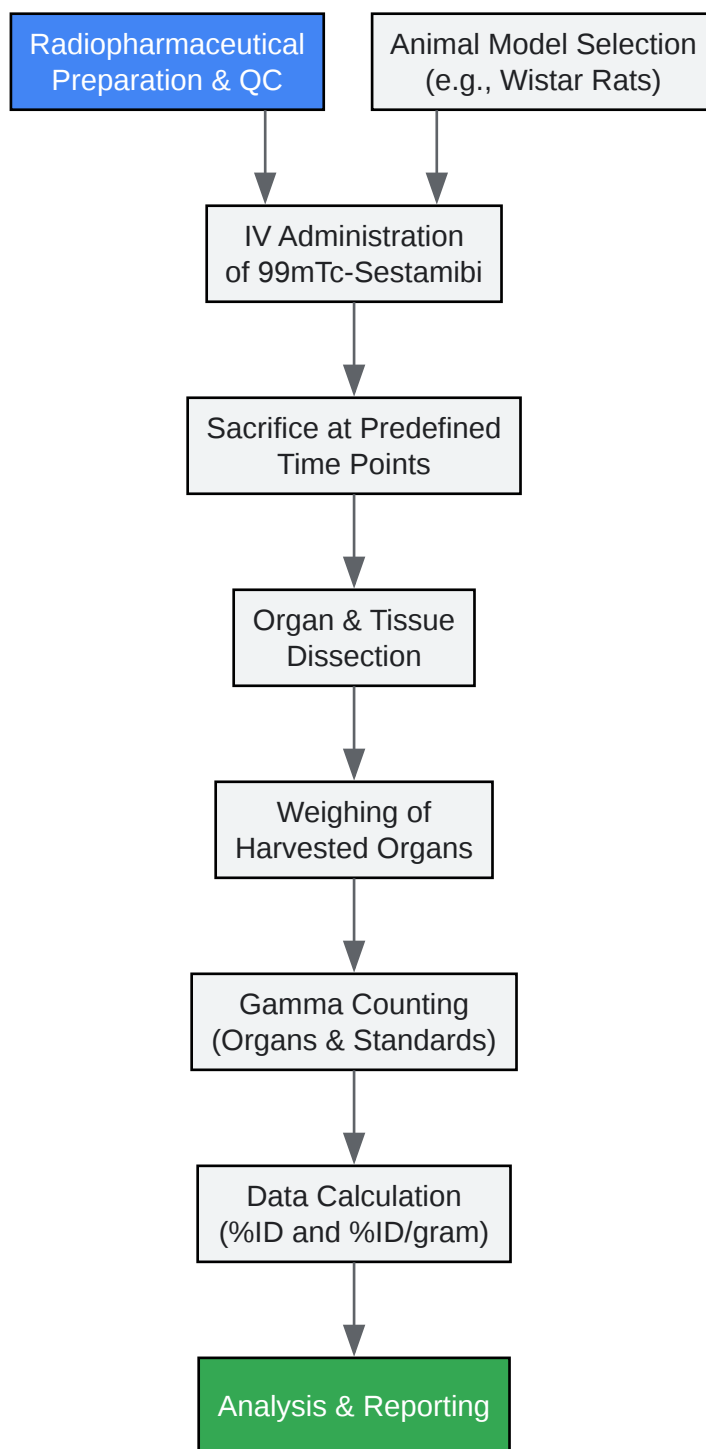 Radiopharmaceutical
Preparation & QC
Animal Model Selection
(e.g., Wistar Rats)
IV Administration
of 99mTc-Sestamibi
Sacrifice at Predefined
Time Points
Organ & Tissue
Dissection
Weighing of
Harvested Organs
Gamma Counting
(Organs & Standards)
Data Calculation
(%ID and %ID/gram)
Analysis & Reporting